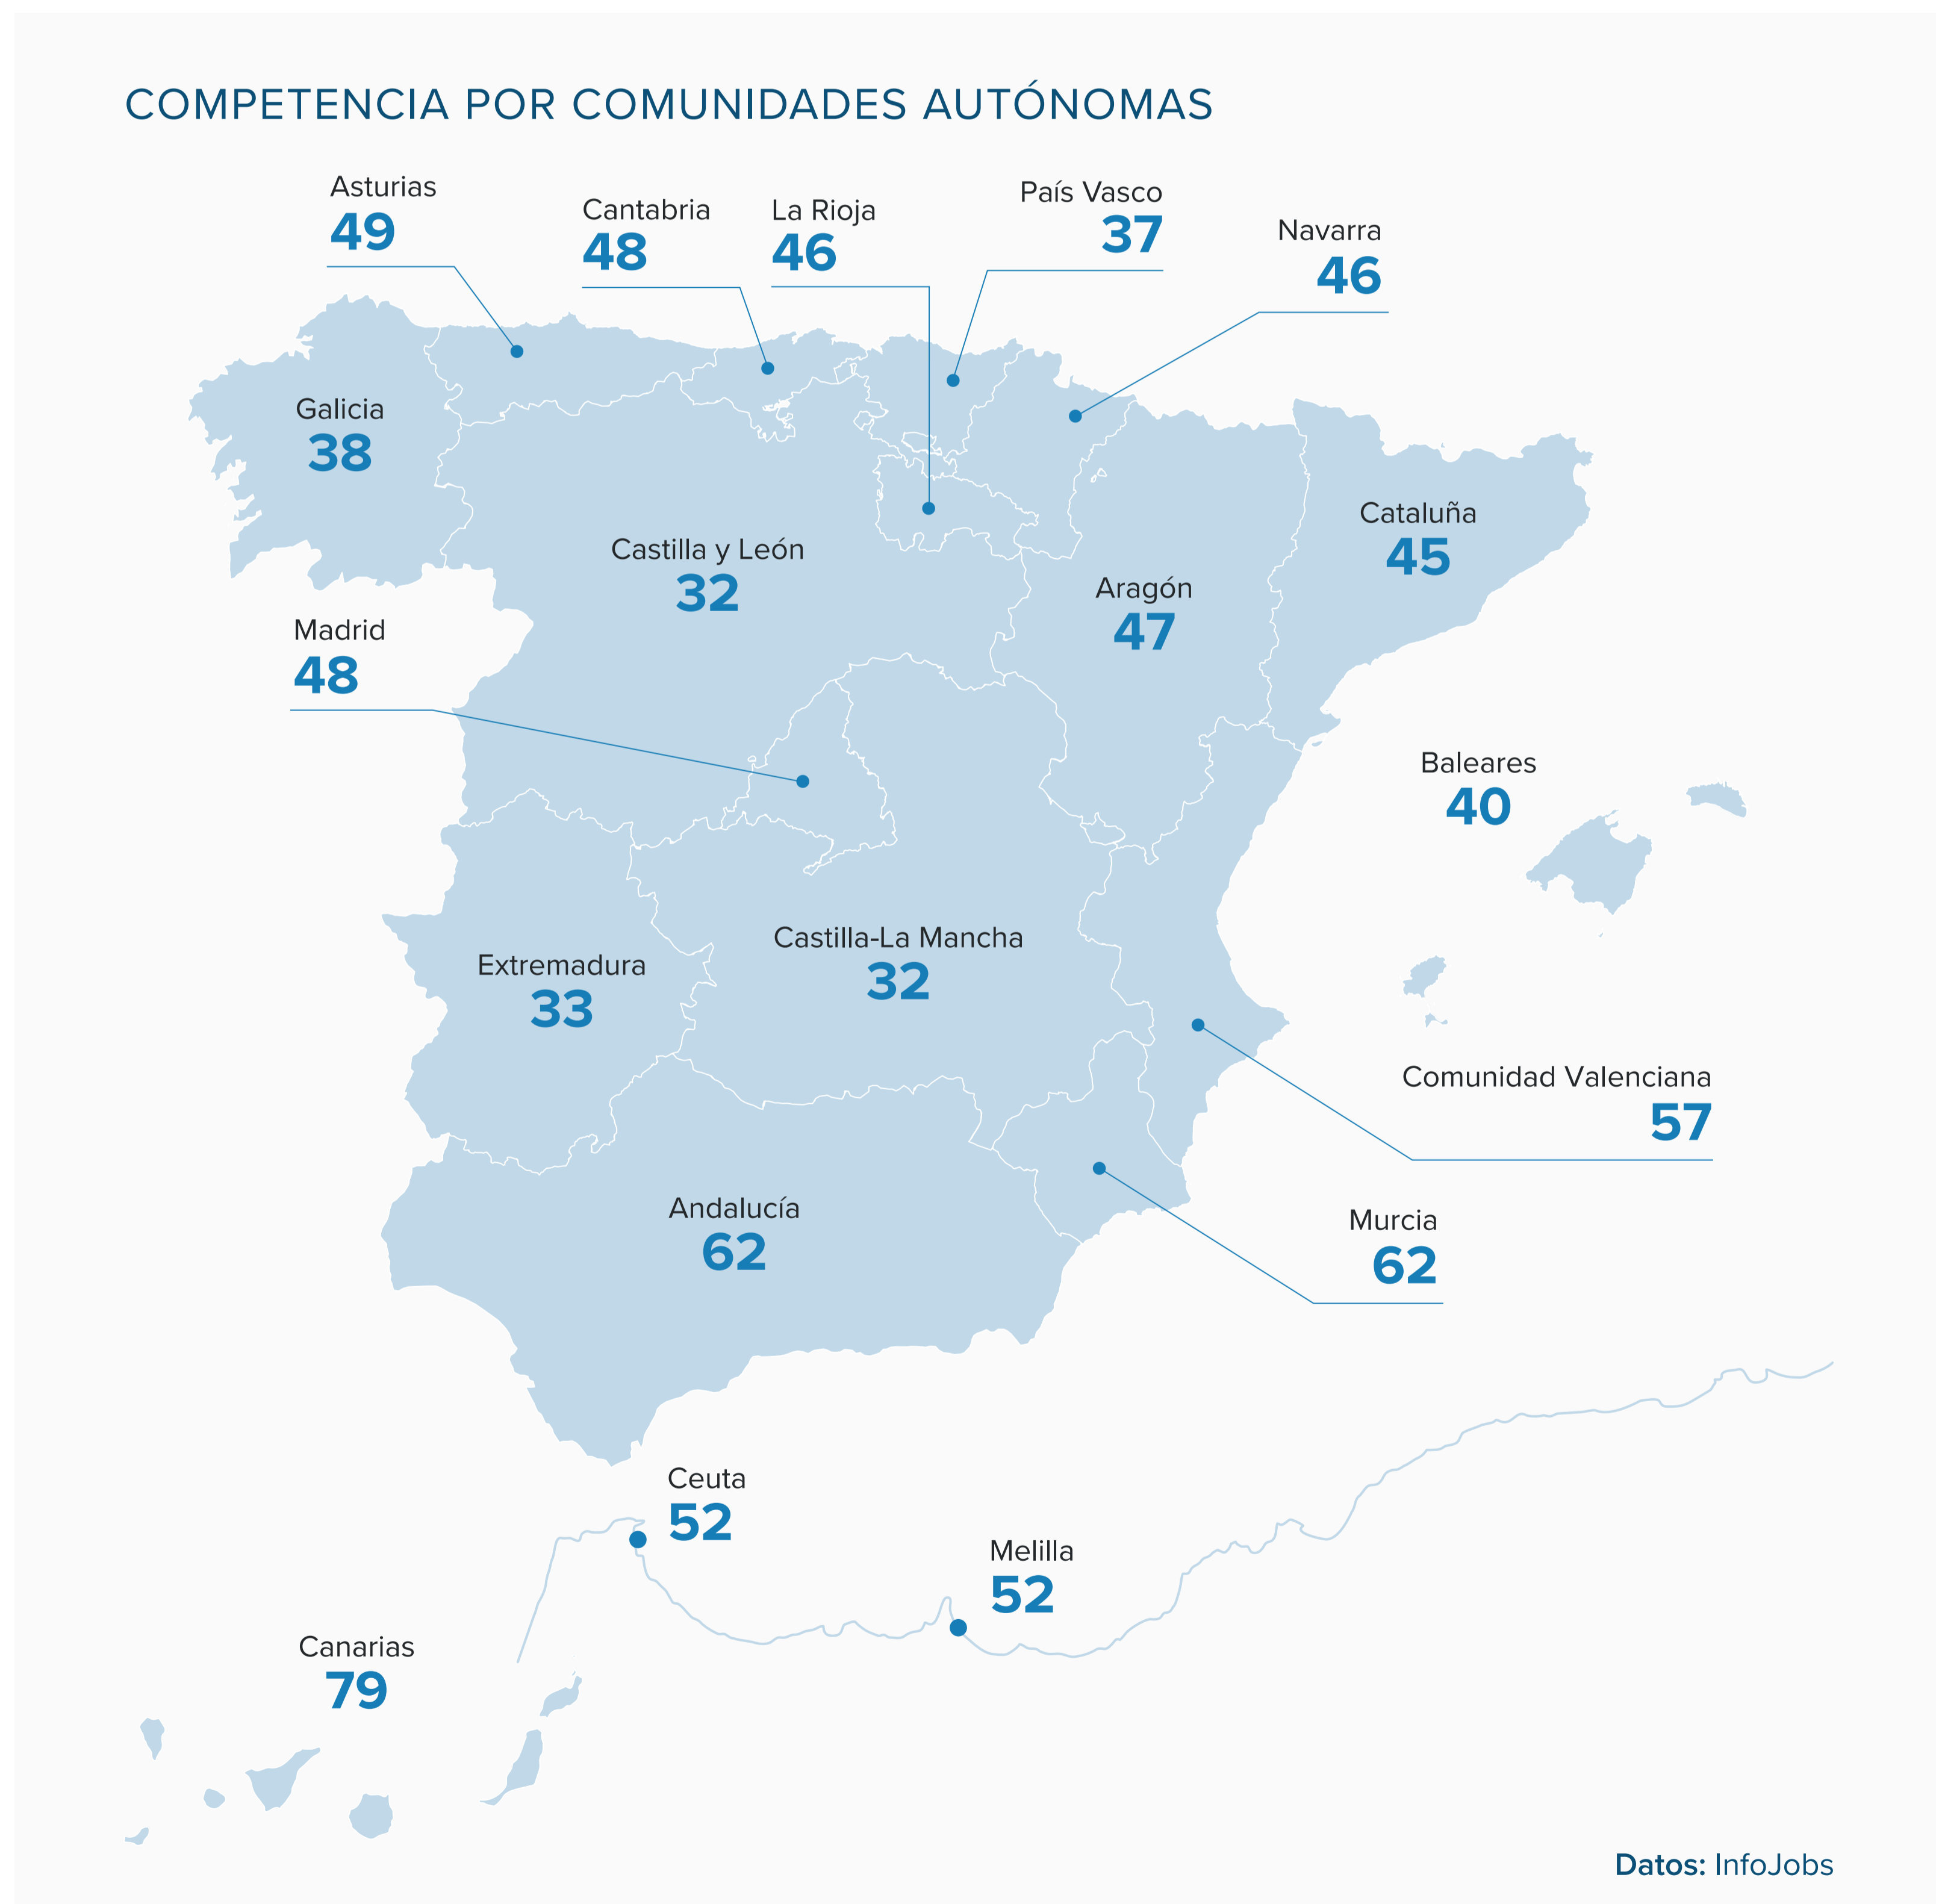 COMPETENCIA POR COMUNIDADES AUTÓNOMAS
Asturias
49
Cantabria
48
La Rioja
46
País Vasco
37
Navarra
46
Galicia
38
Castilla y León
32
Aragón
47
Cataluña
45
Madrid
48
Baleares
40
Extremadura
33
Castilla-La Mancha
32
Comunidad Valenciana
57
Andalucía
62
Murcia
62
Ceuta
52
Melilla
52
Canarias
79
Datos: InfoJobs